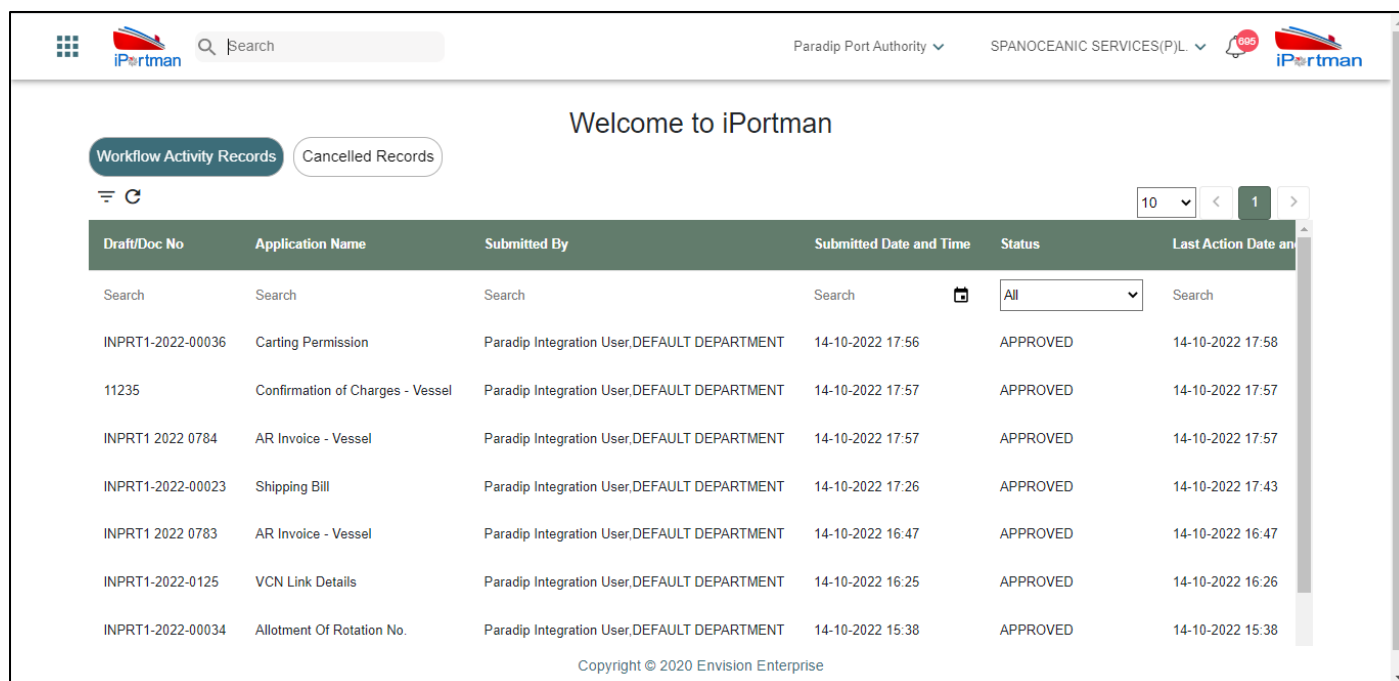 iPortman Search Paradip Port Authority SPANOCEANIC SERVICES(P)L. 695 iPortman
Welcome to iPortman
Workflow Activity Records Cancelled Records
10 1
Draft/Doc No Application Name Submitted By Submitted Date and Time Status Last Action Date an
Search Search Search Search All Search
INPRT1-2022-00036 Carting Permission Paradip Integration User,DEFAULT DEPARTMENT 14-10-2022 17:56 APPROVED 14-10-2022 17:58
11235 Confirmation of Charges - Vessel Paradip Integration User,DEFAULT DEPARTMENT 14-10-2022 17:57 APPROVED 14-10-2022 17:57
INPRT1 2022 0784 AR Invoice - Vessel Paradip Integration User,DEFAULT DEPARTMENT 14-10-2022 17:57 APPROVED 14-10-2022 17:57
INPRT1-2022-00023 Shipping Bill Paradip Integration User,DEFAULT DEPARTMENT 14-10-2022 17:26 APPROVED 14-10-2022 17:43
INPRT1 2022 0783 AR Invoice - Vessel Paradip Integration User,DEFAULT DEPARTMENT 14-10-2022 16:47 APPROVED 14-10-2022 16:47
INPRT1-2022-0125 VCN Link Details Paradip Integration User,DEFAULT DEPARTMENT 14-10-2022 16:25 APPROVED 14-10-2022 16:26
INPRT1-2022-00034 Allotment Of Rotation No. Paradip Integration User,DEFAULT DEPARTMENT 14-10-2022 15:38 APPROVED 14-10-2022 15:38
Copyright © 2020 Envision Enterprise